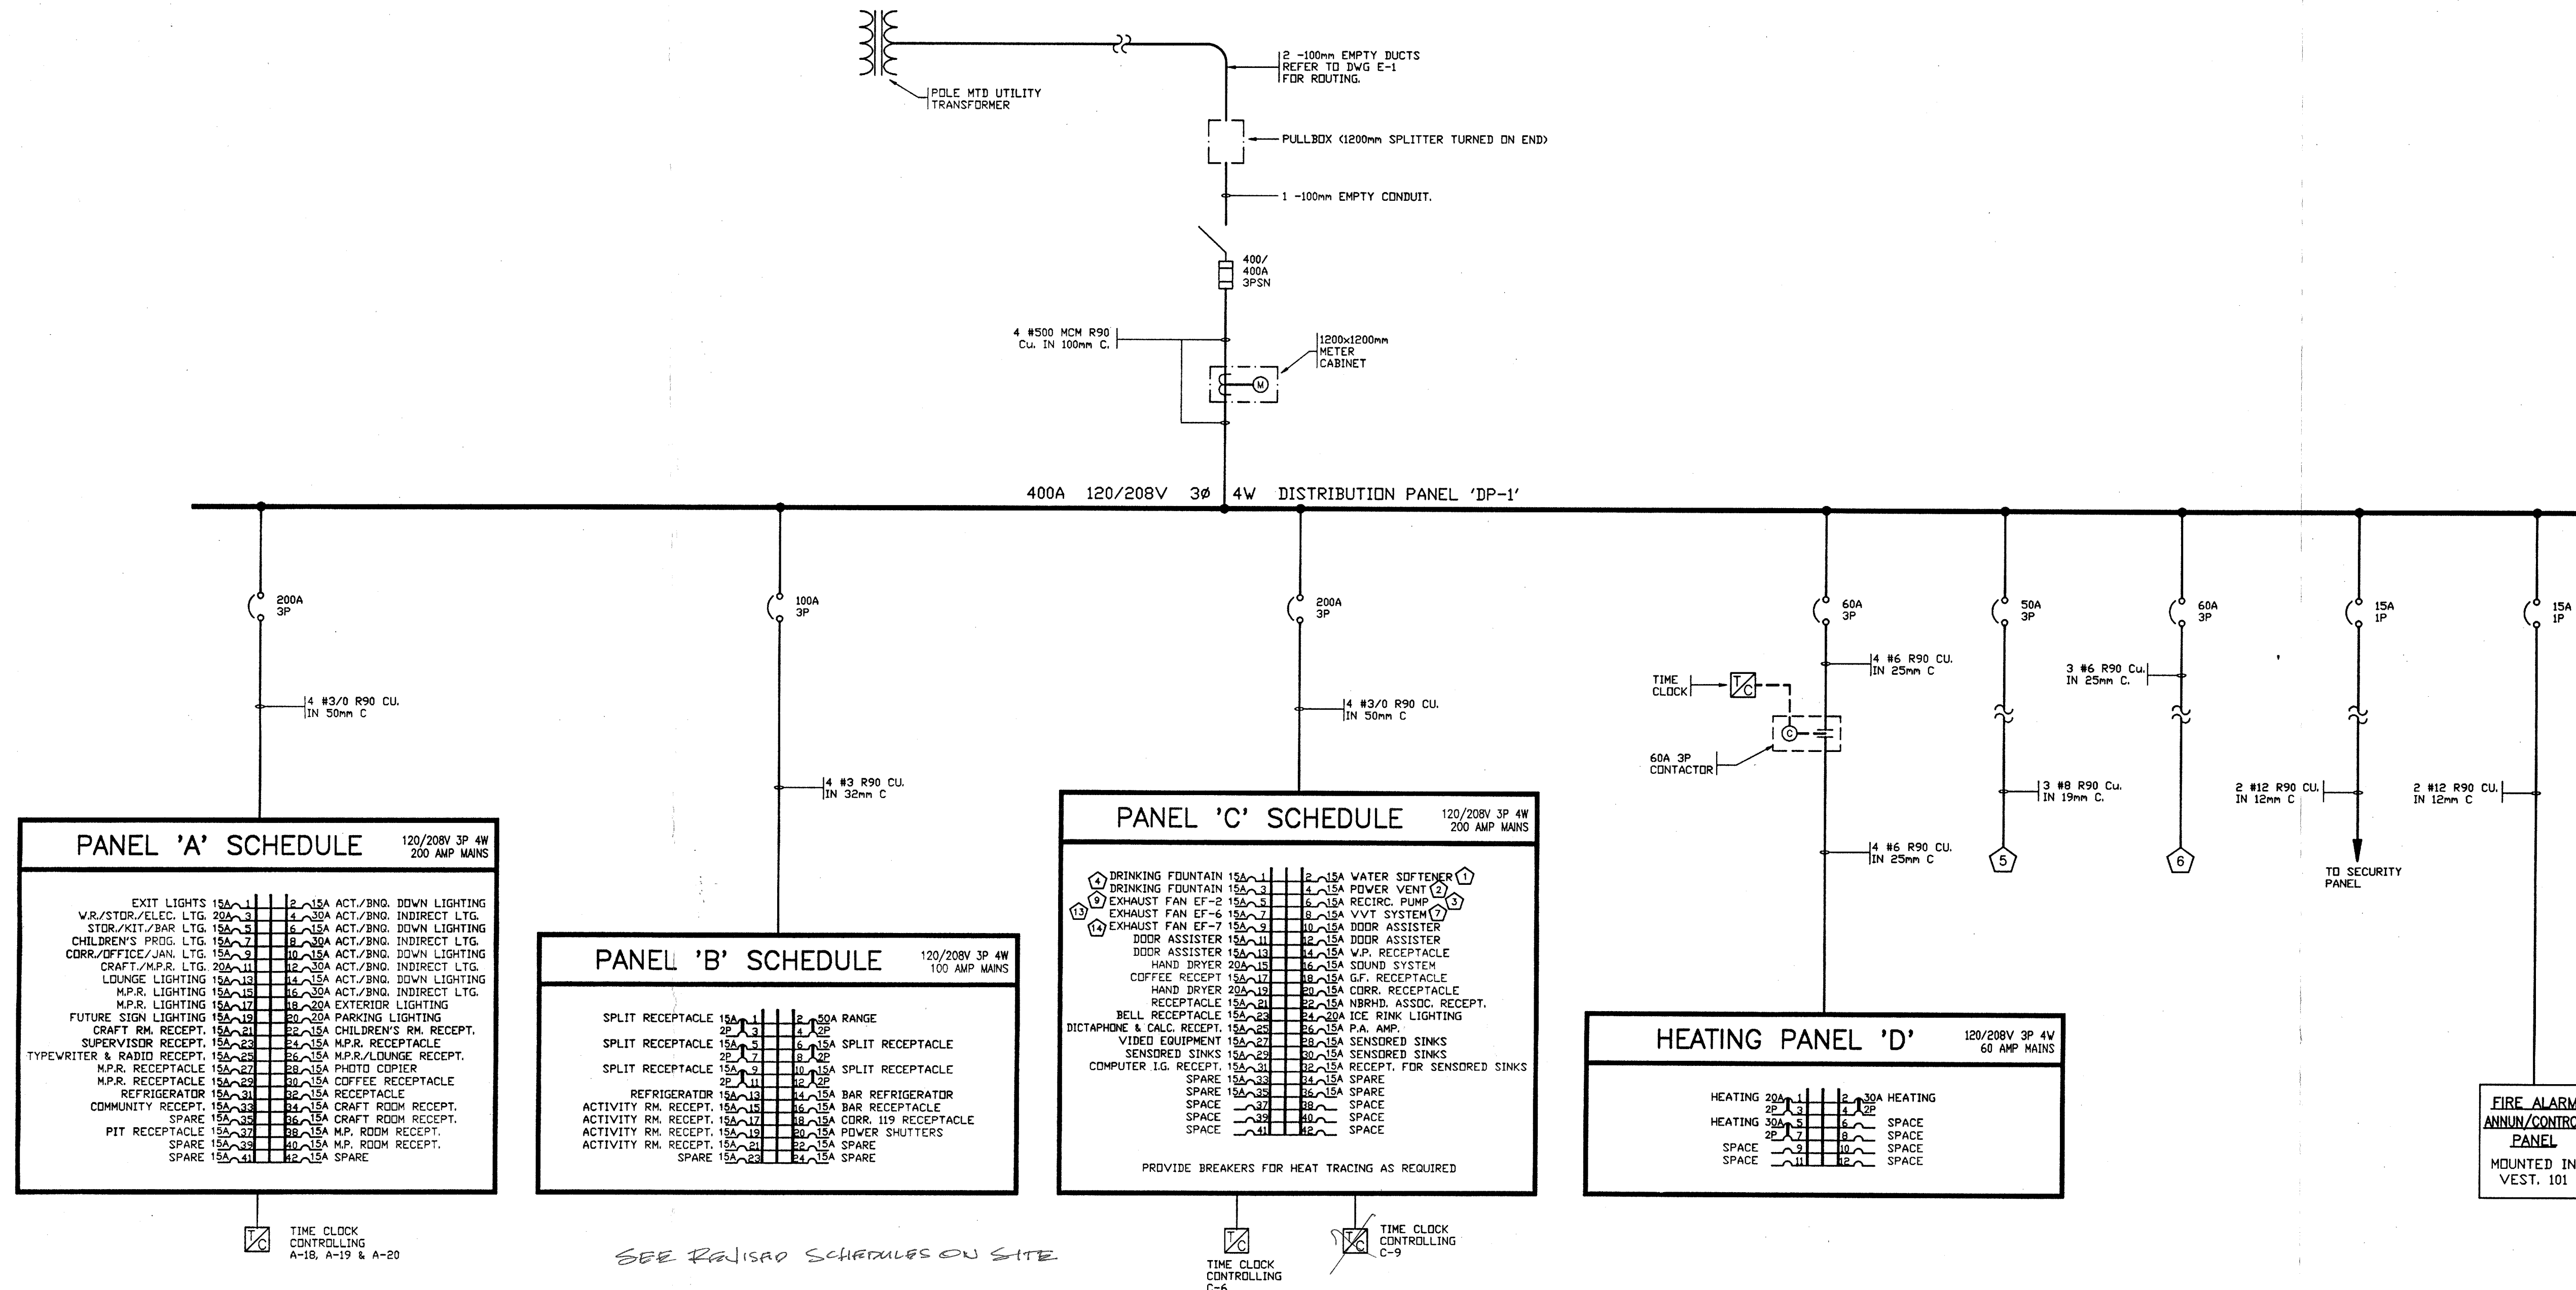 2 -100mm EMPTY DUCTS
REFER TO DWG E-1
FOR ROUTING.
POLE MTD UTILITY
TRANSFORMER
PULLBOX (1200mm SPLITTER TURNED ON END)
1 -100mm EMPTY CONDUIT.
400/
400A
3PSN
4 #500 MCM R90
Cu. IN 100mm C.
1200x1200mm
METER
CABINET
M
400A 120/208V 3Ø 4W DISTRIBUTION PANEL 'DP-1'
200A
3P
100A
3P
200A
3P
60A
3P
50A
3P
60A
3P
15A
1P
15A
1P
4 #3/0 R90 CU.
IN 50mm C
4 #3 R90 CU.
IN 32mm C
4 #3/0 R90 CU.
IN 50mm C
4 #6 R90 CU.
IN 25mm C
TIME
CLOCK
T/C
C
60A 3P
CONTACTOR
4 #6 R90 CU.
IN 25mm C
3 #8 R90 Cu.
IN 19mm C.
5
3 #6 R90 Cu.
IN 25mm C.
6
2 #12 R90 CU.
IN 12mm C
TO SECURITY
PANEL
2 #12 R90 CU.
IN 12mm C
PANEL 'A' SCHEDULE
120/208V 3P 4W
200 AMP MAINS
EXIT LIGHTS 15A 1 2 15A ACT./BNQ. DOWN LIGHTING
W.R./STOR./ELEC. LTG. 20A 3 4 30A ACT./BNQ. INDIRECT LTG.
STOR./KIT./BAR LTG. 15A 5 6 15A ACT./BNQ. DOWN LIGHTING
CHILDREN'S PROG. LTG. 15A 7 8 30A ACT./BNQ. INDIRECT LTG.
CORR./OFFICE/JAN. LTG. 15A 9 10 15A ACT./BNQ. DOWN LIGHTING
CRAFT./M.P.R. LTG. 20A 11 12 30A ACT./BNQ. INDIRECT LTG.
LOUNGE LIGHTING 15A 13 14 15A ACT./BNQ. DOWN LIGHTING
M.P.R. LIGHTING 15A 15 16 30A ACT./BNQ. INDIRECT LTG.
M.P.R. LIGHTING 15A 17 18 20A EXTERIOR LIGHTING
FUTURE SIGN LIGHTING 15A 19 20 20A PARKING LIGHTING
CRAFT RM. RECEPT. 15A 21 22 15A CHILDREN'S RM. RECEPT.
SUPERVISOR RECEPT. 15A 23 24 15A M.P.R. RECEPTACLE
TYPEWRITER & RADIO RECEPT. 15A 25 26 15A M.P.R./LOUNGE RECEPT.
M.P.R. RECEPTACLE 15A 27 28 15A PHOTO COPIER
M.P.R. RECEPTACLE 15A 29 30 15A COFFEE RECEPTACLE
REFRIGERATOR 15A 31 32 15A RECEPTACLE
COMMUNITY RECEPT. 15A 33 34 15A CRAFT ROOM RECEPT.
SPARE 15A 35 36 15A CRAFT ROOM RECEPT.
PIT RECEPTACLE 15A 37 38 15A M.P. ROOM RECEPT.
SPARE 15A 39 40 15A M.P. ROOM RECEPT.
SPARE 15A 41 42 15A SPARE
T/C
TIME CLOCK
CONTROLLING
A-18, A-19 & A-20
PANEL 'B' SCHEDULE
120/208V 3P 4W
100 AMP MAINS
SPLIT RECEPTACLE 15A 1 2 50A RANGE
2P 3 4 2P
SPLIT RECEPTACLE 15A 5 6 15A SPLIT RECEPTACLE
2P 7 8 2P
SPLIT RECEPTACLE 15A 9 10 15A SPLIT RECEPTACLE
2P 11 12 2P
REFRIGERATOR 15A 13 14 15A BAR REFRIGERATOR
ACTIVITY RM. RECEPT. 15A 15 16 15A BAR RECEPTACLE
ACTIVITY RM. RECEPT. 15A 17 18 15A CORR. 119 RECEPTACLE
ACTIVITY RM. RECEPT. 15A 19 20 15A POWER SHUTTERS
ACTIVITY RM. RECEPT. 15A 21 22 15A SPARE
SPARE 15A 23 24 15A SPARE
SEE REVISED SCHEDULES ON SITE
PANEL 'C' SCHEDULE
120/208V 3P 4W
200 AMP MAINS
4 DRINKING FOUNTAIN 15A 1 2 15A WATER SOFTENER 1
DRINKING FOUNTAIN 15A 3 4 15A POWER VENT 2
9 EXHAUST FAN EF-2 15A 5 6 15A RECIRC. PUMP 3
13 EXHAUST FAN EF-6 15A 7 8 15A VVT SYSTEM 7
14 EXHAUST FAN EF-7 15A 9 10 15A DOOR ASSISTER
DOOR ASSISTER 15A 11 12 15A DOOR ASSISTER
DOOR ASSISTER 15A 13 14 15A W.P. RECEPTACLE
HAND DRYER 20A 15 16 15A SOUND SYSTEM
COFFEE RECEPT 15A 17 18 15A G.F. RECEPTACLE
HAND DRYER 20A 19 20 15A CORR. RECEPTACLE
RECEPTACLE 15A 21 22 15A NBRHD. ASSOC. RECEPT.
BELL RECEPTACLE 15A 23 24 20A ICE RINK LIGHTING
DICTAPHONE & CALC. RECEPT. 15A 25 26 15A P.A. AMP.
VIDEO EQUIPMENT 15A 27 28 15A SENSORED SINKS
SENSORED SINKS 15A 29 30 15A SENSORED SINKS
COMPUTER I.G. RECEPT. 15A 31 32 15A RECEPT. FOR SENSORED SINKS
SPARE 15A 33 34 15A SPARE
SPARE 15A 35 36 15A SPARE
SPACE 37 38 SPACE
SPACE 39 40 SPACE
SPACE 41 42 SPACE
PROVIDE BREAKERS FOR HEAT TRACING AS REQUIRED
T/C
TIME CLOCK
CONTROLLING
C-6
T/C
TIME CLOCK
CONTROLLING
C-9
HEATING PANEL 'D'
120/208V 3P 4W
60 AMP MAINS
HEATING 20A 1 2 30A HEATING
2P 3 4 2P
HEATING 30A 5 6 SPACE
2P 7 8 SPACE
SPACE 9 10 SPACE
SPACE 11 12 SPACE
FIRE ALARM
ANNUN/CONTRO
PANEL
MOUNTED IN
VEST. 101